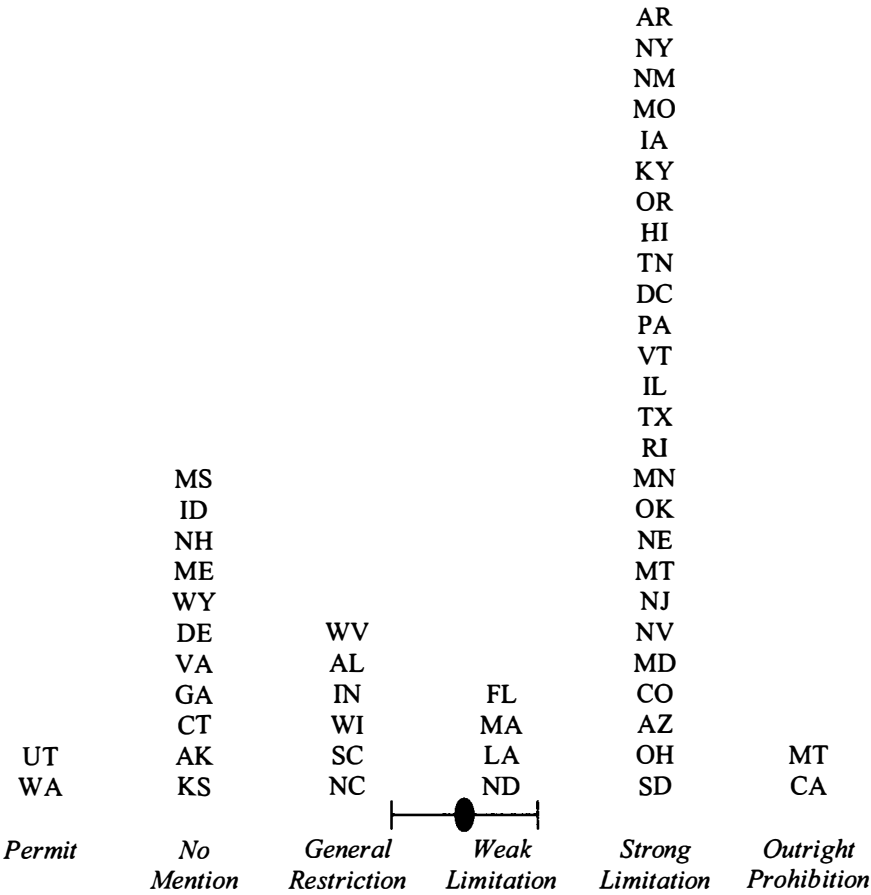 AR
NY
NM
MO
IA
KY
OR
HI
TN
DC
PA
VT
IL
TX
RI
MS MN
ID OK
NH NE
ME MT
WY NJ
DE WV NV
VA AL MD
GA IN FL CO
CT WI MA AZ
UT AK SC LA OH MT
WA KS NC ND SD CA
Permit No General Weak Strong Outright
Mention Restriction Limitation Limitation Prohibition